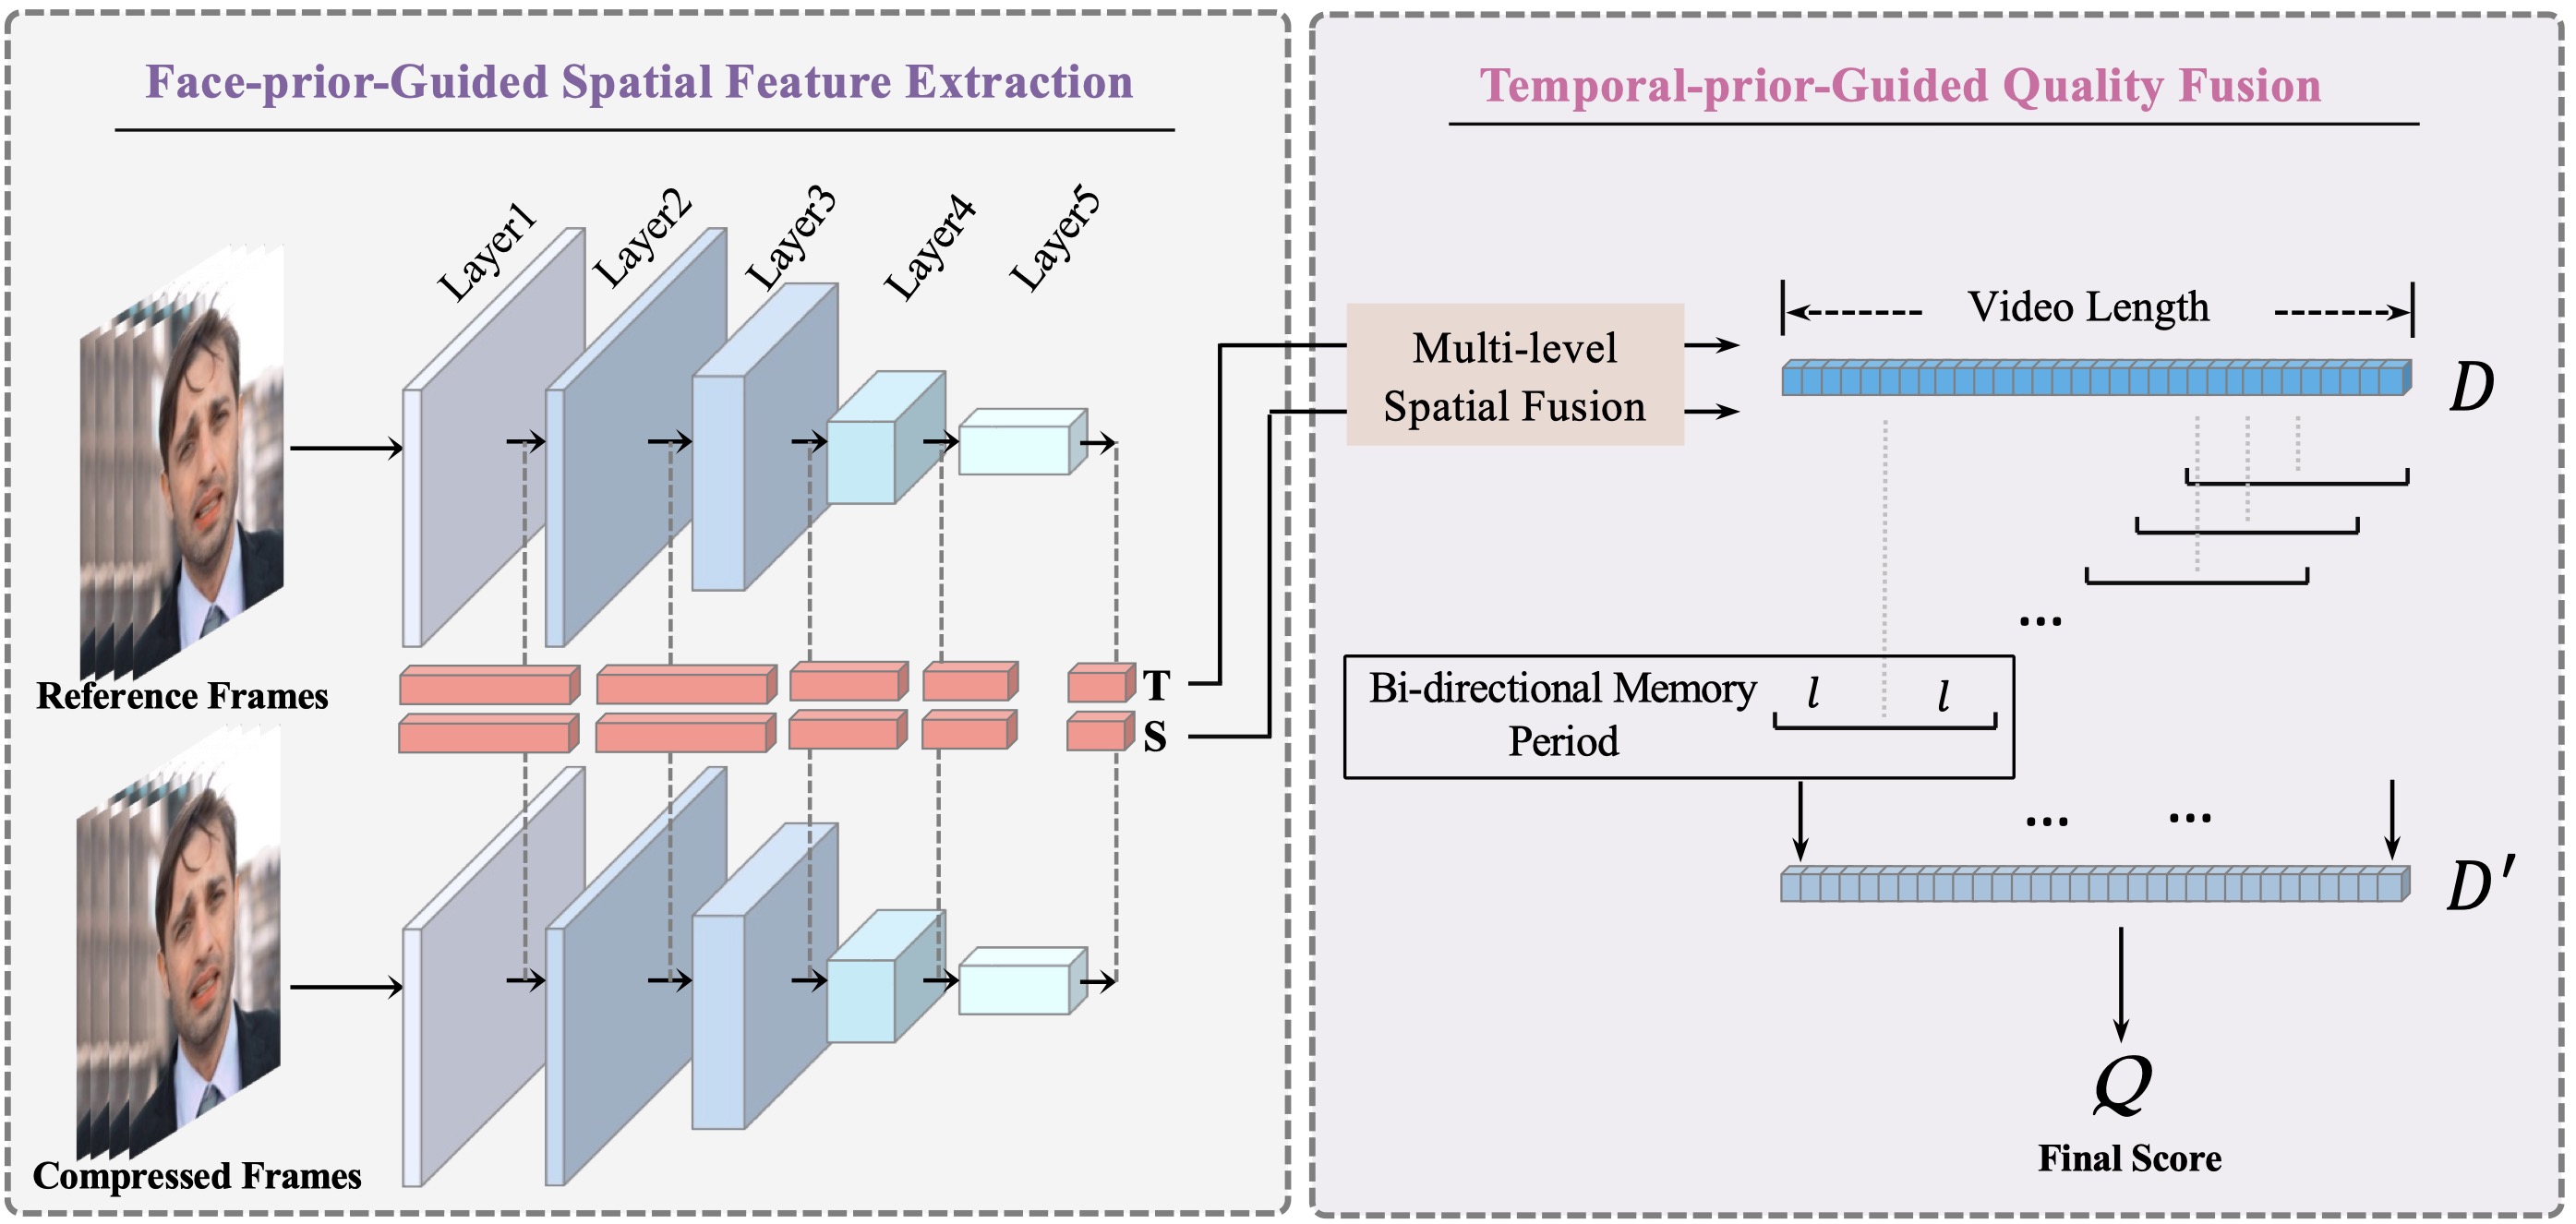 Face-prior-Guided Spatial Feature Extraction
Layer1
Layer2
Layer3
Layer4
Layer5
Reference Frames
T
S
Compressed Frames
Temporal-prior-Guided Quality Fusion
Multi-level
Spatial Fusion
Video Length
D
...
Bi-directional Memory
Period
l l
... ...
D′
Q
Final Score